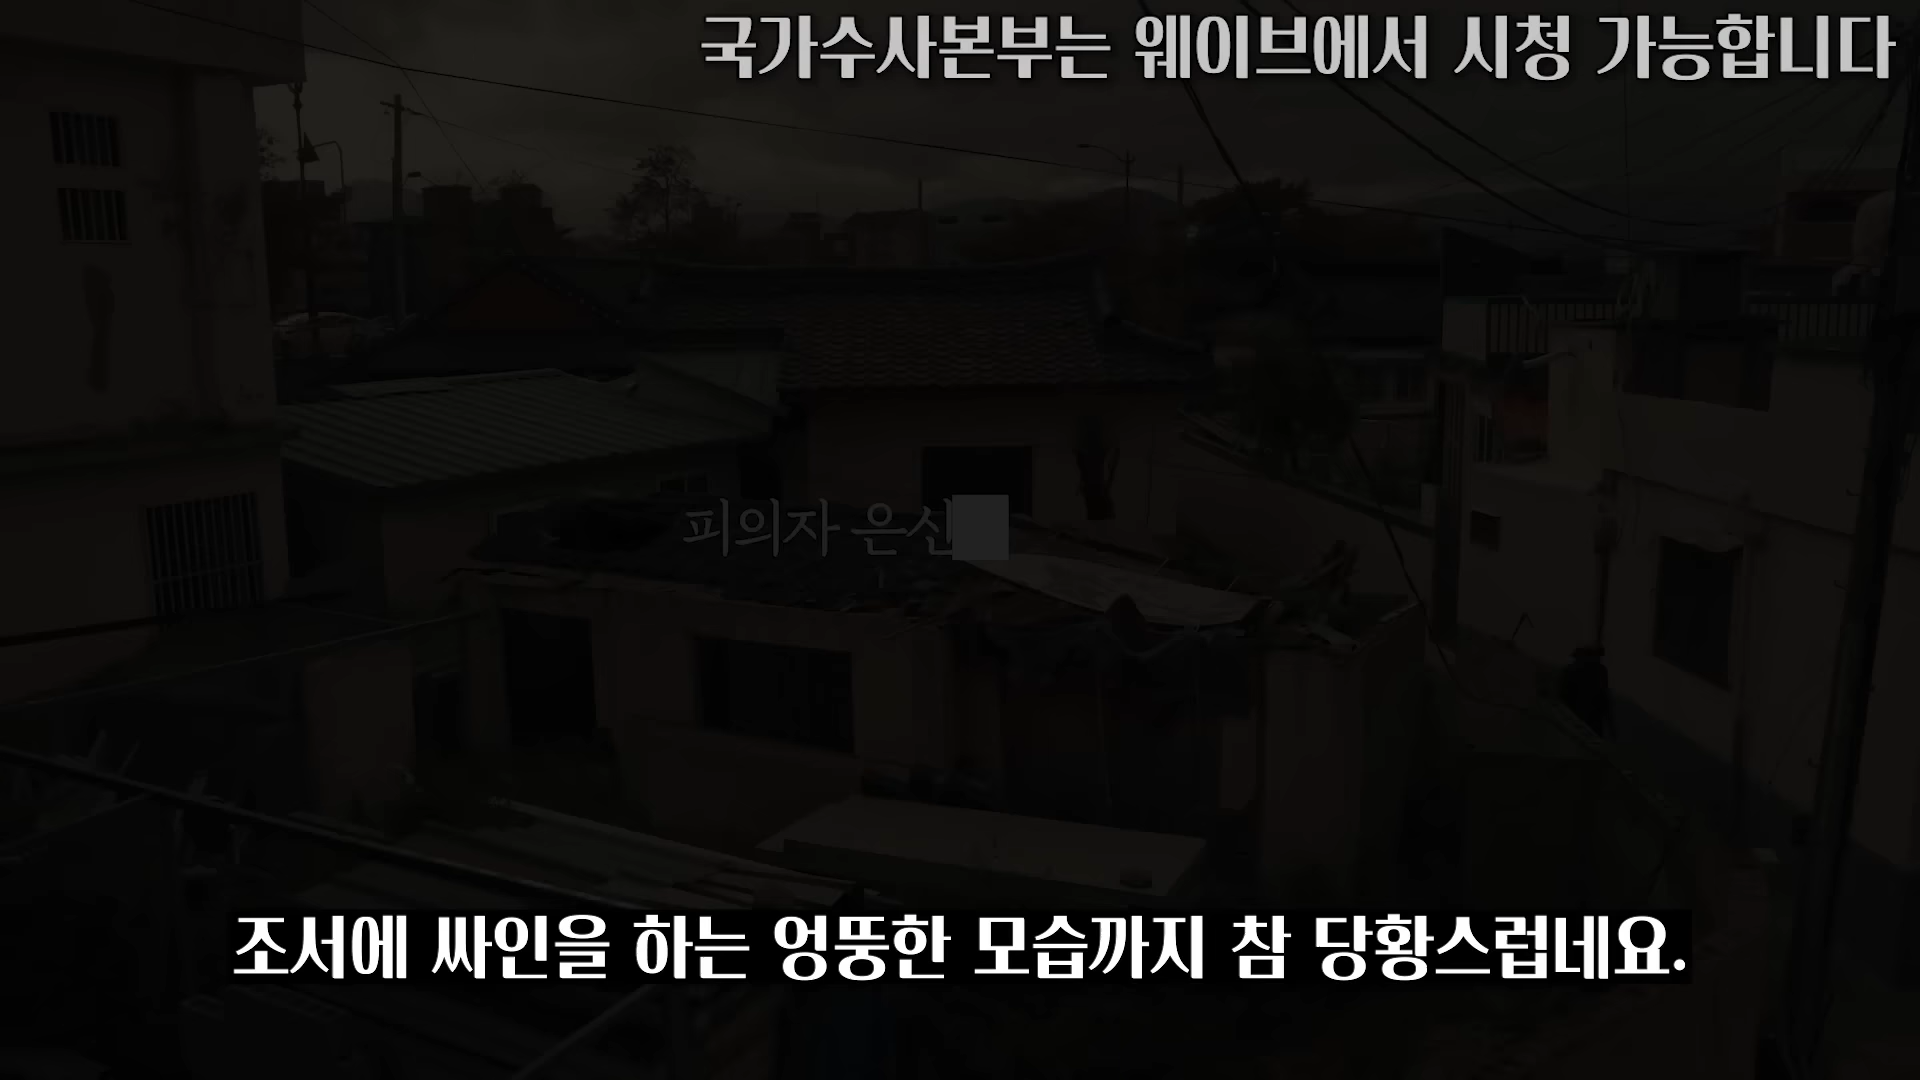 국가수사본부는 웨이브에서 시청 가능합니다
피의자 은신
조서에 싸인을 하는 엉뚱한 모습까지 참 당황스럽네요.